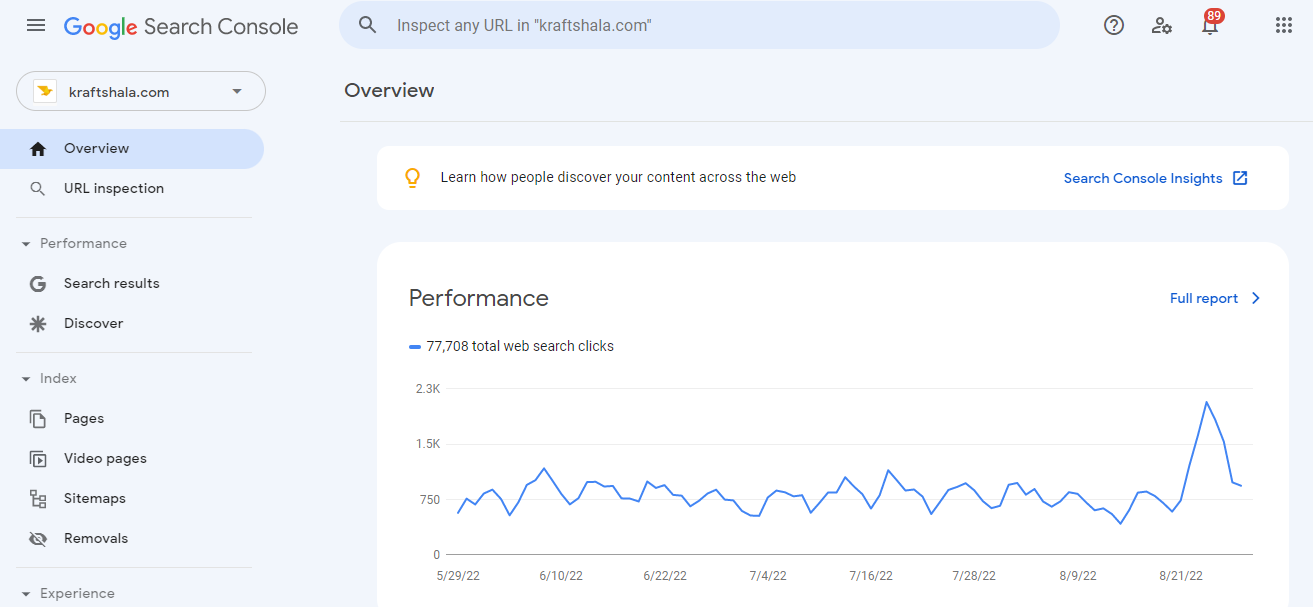 Google Search Console
Inspect any URL in "kraftshala.com"
89
kraftshala.com
Overview
URL inspection
Performance
Search results
Discover
Index
Pages
Video pages
Sitemaps
Removals
Experience
Overview
Learn how people discover your content across the web
Search Console Insights
Performance
Full report
77,708 total web search clicks
2.3K
1.5K
750
0
5/29/22 6/10/22 6/22/22 7/4/22 7/16/22 7/28/22 8/9/22 8/21/22